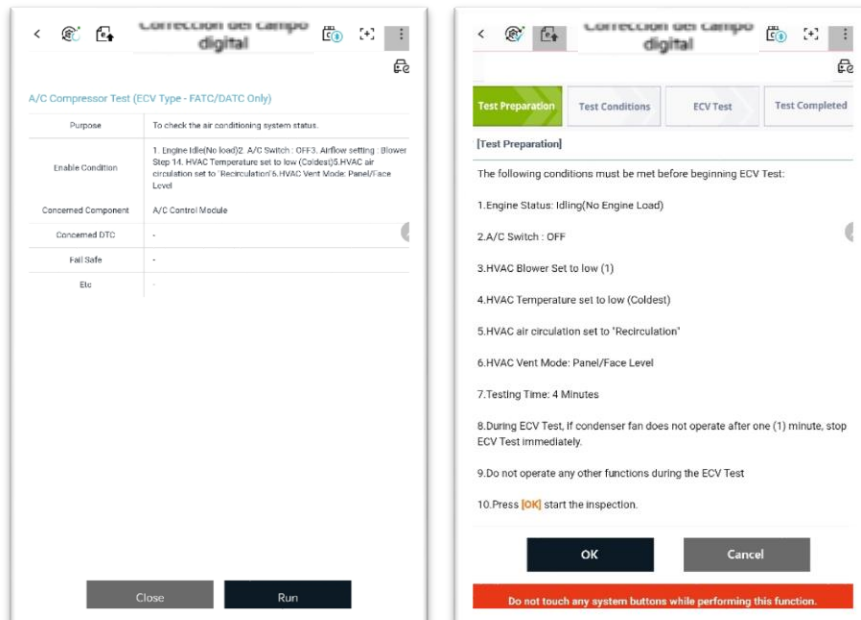 Corrección del campo
digital
A/C Compressor Test (ECV Type - FATC/DATC Only)
Purpose
To check the air conditioning system status.
Enable Condition
1. Engine Idle(No load)2. A/C Switch : OFF3. Airflow setting : Blower
Step 14. HVAC Temperature set to low (Coldest)5.HVAC air
circulation set to "Recirculation"6.HVAC Vent Mode: Panel/Face
Level
Concerned Component
A/C Control Module
Concerned DTC
-
Fail Safe
-
Etc
-
Close
Run
Corrección del campo
digital
Test Preparation
Test Conditions
ECV Test
Test Completed
[Test Preparation]
The following conditions must be met before beginning ECV Test:
1.Engine Status: Idling(No Engine Load)
2.A/C Switch : OFF
3.HVAC Blower Set to low (1)
4.HVAC Temperature set to low (Coldest)
5.HVAC air circulation set to "Recirculation"
6.HVAC Vent Mode: Panel/Face Level
7.Testing Time: 4 Minutes
8.During ECV Test, If condenser fan does not operate after one (1) minute, stop
ECV Test immediately.
9.Do not operate any other functions during the ECV Test
10.Press [OK] start the inspection.
OK
Cancel
Do not touch any system buttons while performing this function.